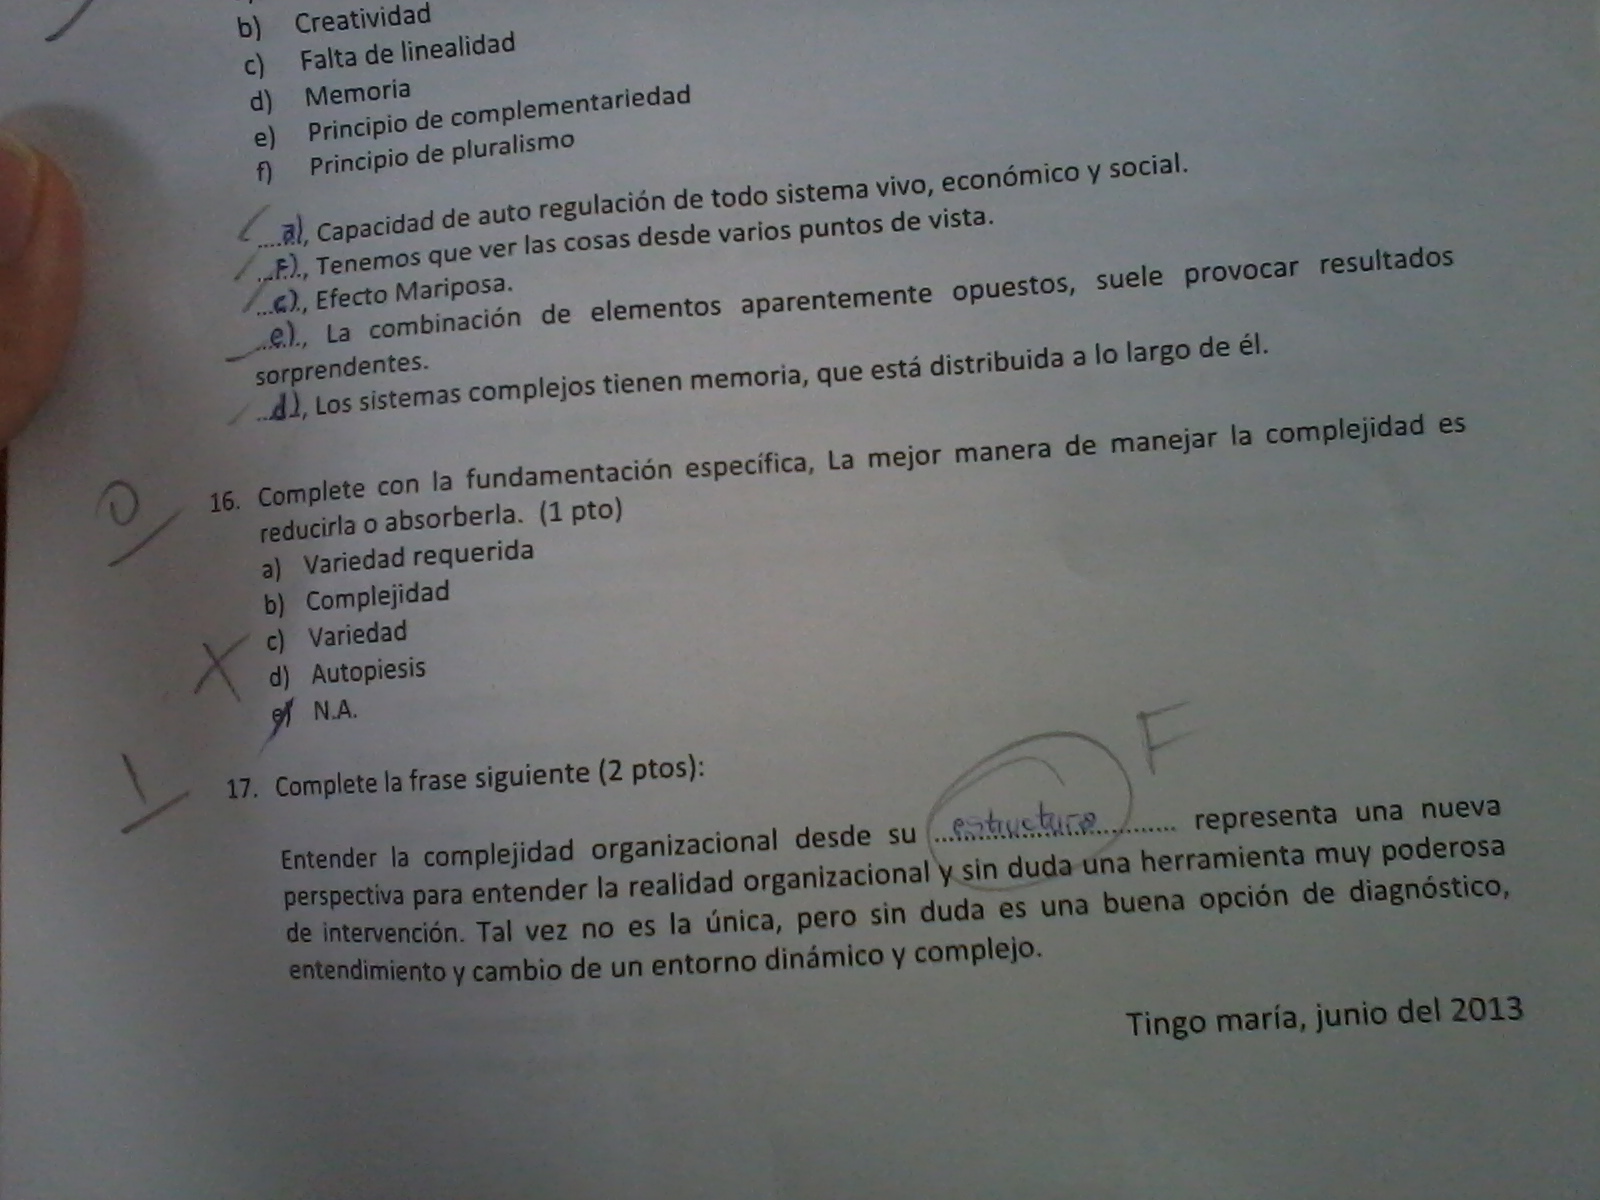 b) Creatividad
c) Falta de linealidad
d) Memoria
e) Principio de complementariedad
f) Principio de pluralismo
....a)., Capacidad de auto regulación de todo sistema vivo, económico y social.
...F)., Tenemos que ver las cosas desde varios puntos de vista.
...c)., Efecto Mariposa.
...e)., La combinación de elementos aparentemente opuestos, suele provocar resultados
sorprendentes.
...d)., Los sistemas complejos tienen memoria, que está distribuida a lo largo de él.
0
16. Complete con la fundamentación específica, La mejor manera de manejar la complejidad es
reducirla o absorberla. (1 pto)
a) Variedad requerida
b) Complejidad
c) Variedad
d) Autopiesis
X
e) N.A.
1
17. Complete la frase siguiente (2 ptos):
F
Entender la complejidad organizacional desde su estructura representa una nueva
perspectiva para entender la realidad organizacional y sin duda una herramienta muy poderosa
de intervención. Tal vez no es la única, pero sin duda es una buena opción de diagnóstico,
entendimiento y cambio de un entorno dinámico y complejo.
Tingo maría, junio del 2013